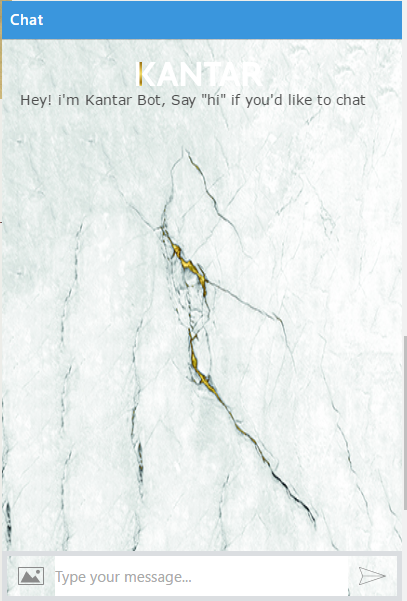 Chat
KANTAR
Hey! i'm Kantar Bot, Say "hi" if you'd like to chat
Type your message...